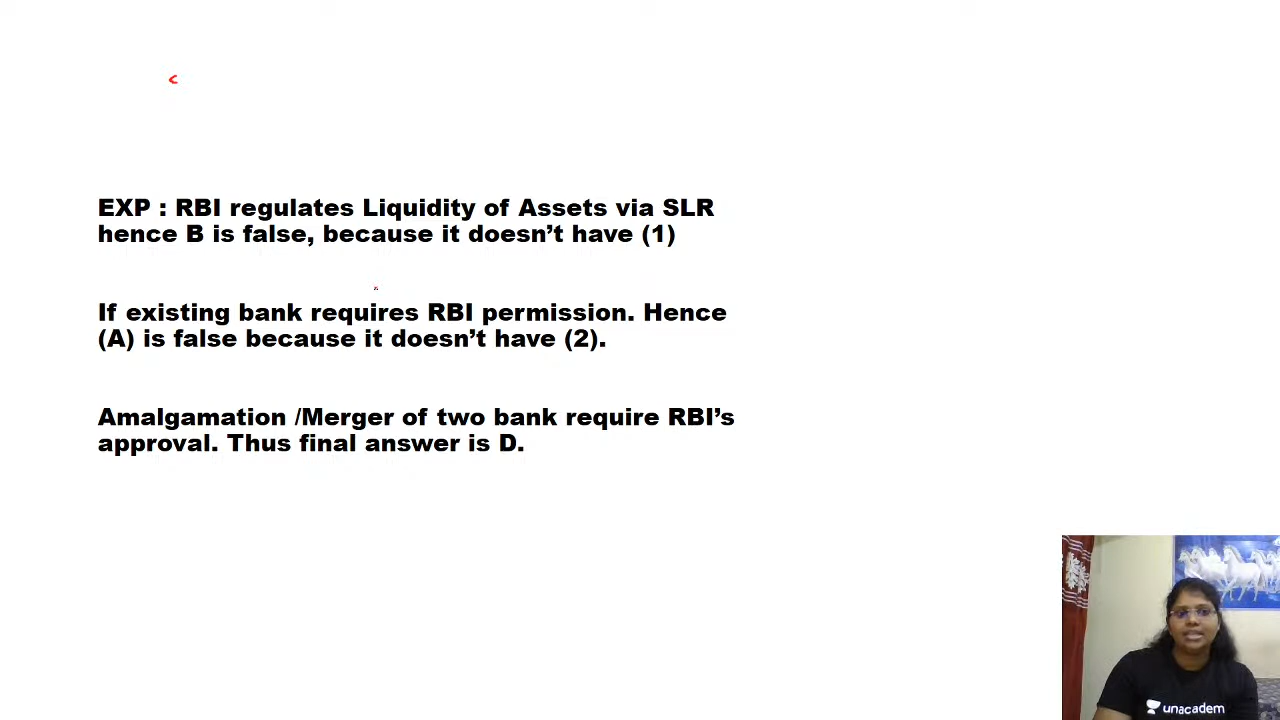 EXP : RBI regulates Liquidity of Assets via SLR
hence B is false, because it doesn’t have (1)
If existing bank requires RBI permission. Hence
(A) is false because it doesn’t have (2).
Amalgamation /Merger of two bank require RBI’s
approval. Thus final answer is D.
unacadem